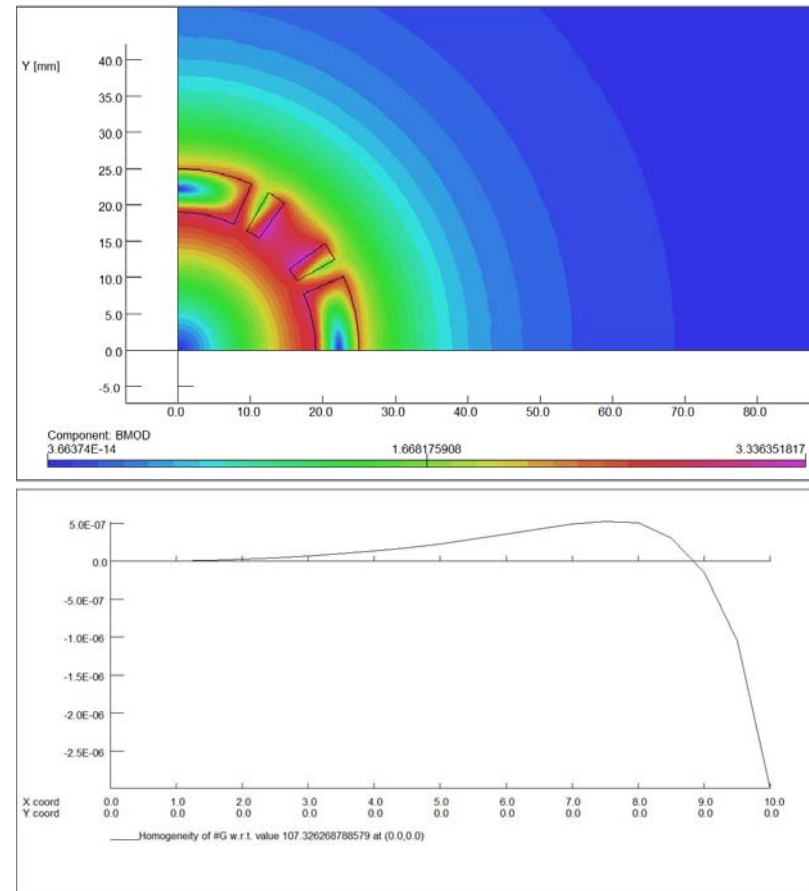 Y [mm]
40.0
35.0
30.0
25.0
20.0
15.0
10.0
5.0
0.0
-5.0
0.0 10.0 20.0 30.0 40.0 50.0 60.0 70.0 80.0
Component: BMOD
3.66374E-14 1.668175908 3.336351817
5.0E-07
0.0
-5.0E-07
-1.0E-06
-1.5E-06
-2.0E-06
-2.5E-06
X coord 0.0 1.0 2.0 3.0 4.0 5.0 6.0 7.0 8.0 9.0 10.0
Y coord 0.0 0.0 0.0 0.0 0.0 0.0 0.0 0.0 0.0 0.0 0.0
Homogeneity of #G w.r.t. value 107.326268788579 at (0.0,0.0)